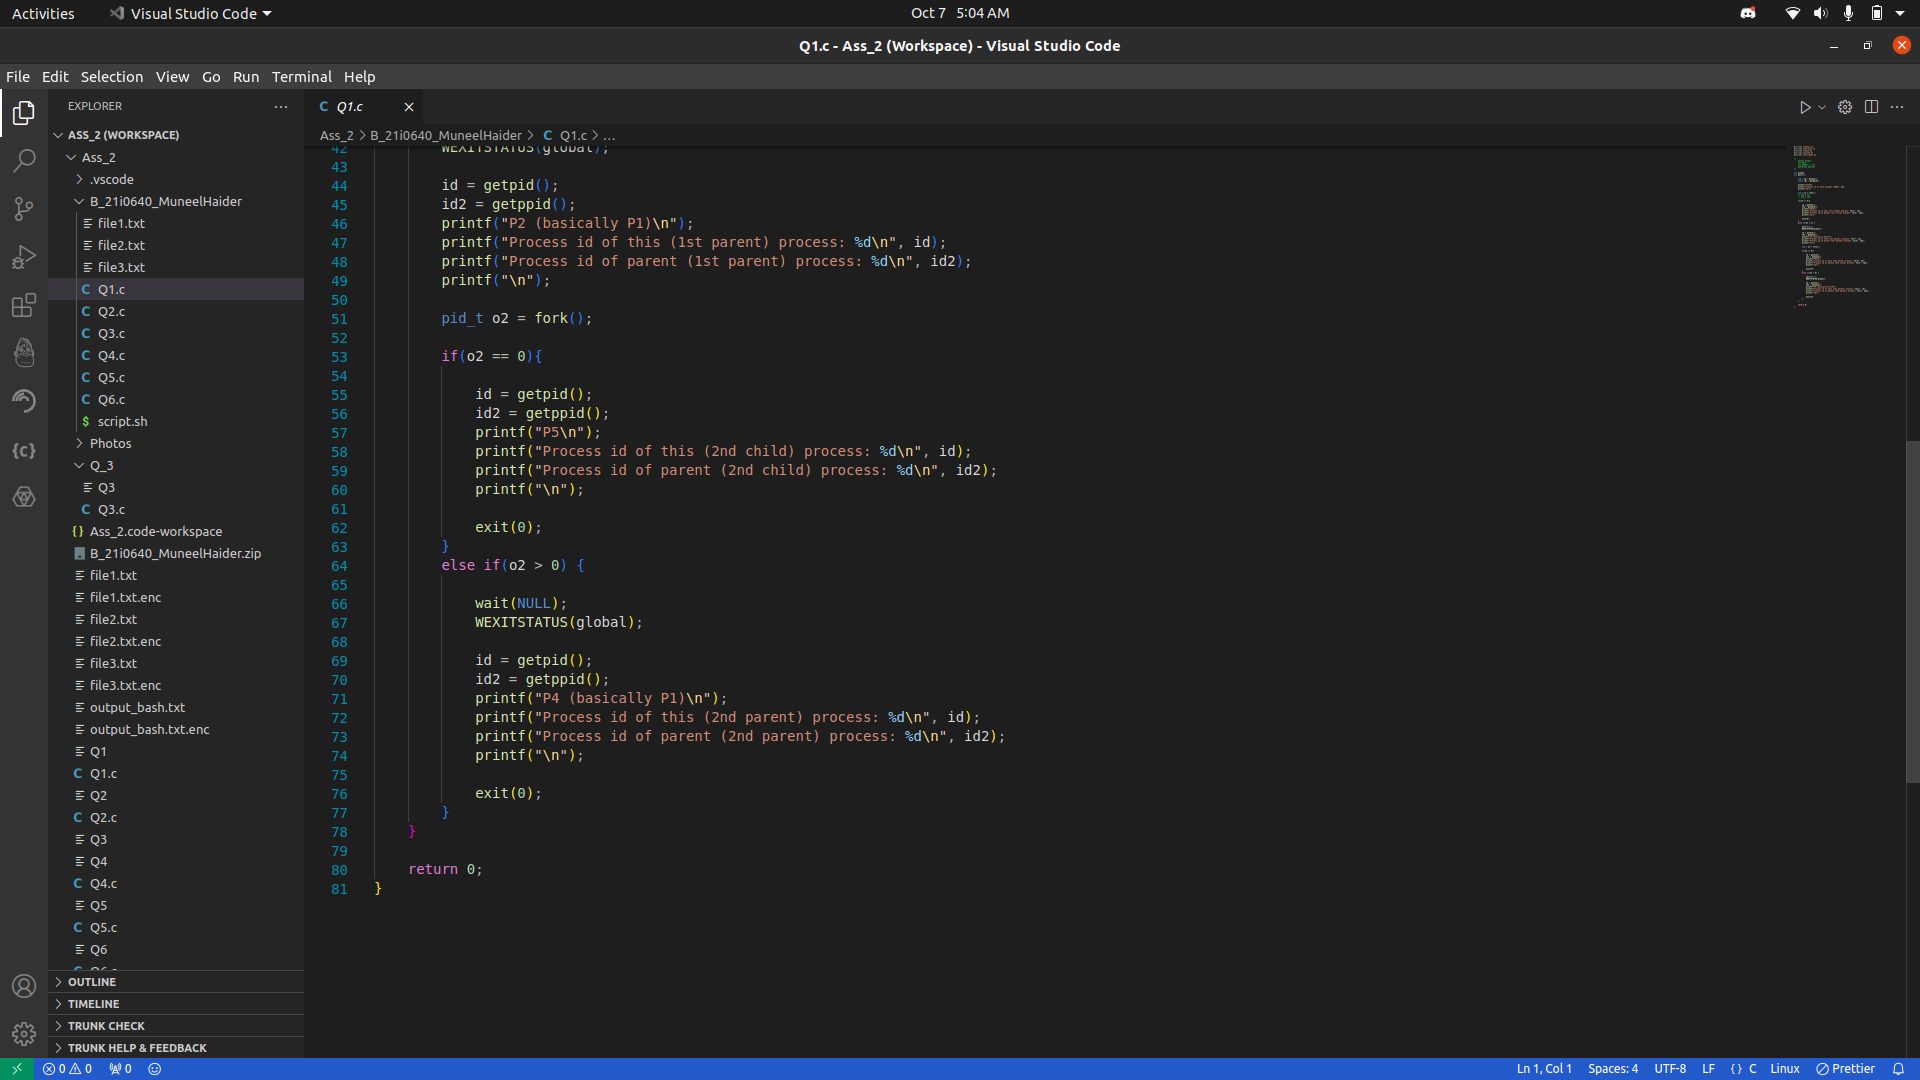 Activities
Visual Studio Code
Oct 7 5:04 AM
Q1.c - Ass_2 (Workspace) - Visual Studio Code
File Edit Selection View Go Run Terminal Help
EXPLORER
ASS_2 (WORKSPACE)
Ass_2
.vscode
B_21i0640_MuneelHaider
file1.txt
file2.txt
file3.txt
C Q1.c
C Q2.c
C Q3.c
C Q4.c
C Q5.c
C Q6.c
$ script.sh
Photos
Q_3
Q3
C Q3.c
{} Ass_2.code-workspace
B_21i0640_MuneelHaider.zip
file1.txt
file1.txt.enc
file2.txt
file2.txt.enc
file3.txt
file3.txt.enc
output_bash.txt
output_bash.txt.enc
Q1
C Q1.c
Q2
C Q2.c
Q3
Q4
C Q4.c
Q5
C Q5.c
Q6
C Q6.c
OUTLINE
TIMELINE
TRUNK CHECK
TRUNK HELP & FEEDBACK
C Q1.c
Ass_2 > B_21i0640_MuneelHaider > C Q1.c > ...
42 WEXITSTATUS(global);
43
44 id = getpid();
45 id2 = getppid();
46 printf("P2 (basically P1)\n");
47 printf("Process id of this (1st parent) process: %d\n", id);
48 printf("Process id of parent (1st parent) process: %d\n", id2);
49 printf("\n");
50
51 pid_t o2 = fork();
52
53 if(o2 == 0){
54
55 id = getpid();
56 id2 = getppid();
57 printf("P5\n");
58 printf("Process id of this (2nd child) process: %d\n", id);
59 printf("Process id of parent (2nd child) process: %d\n", id2);
60 printf("\n");
61
62 exit(0);
63 }
64 else if(o2 > 0) {
65
66 wait(NULL);
67 WEXITSTATUS(global);
68
69 id = getpid();
70 id2 = getppid();
71 printf("P4 (basically P1)\n");
72 printf("Process id of this (2nd parent) process: %d\n", id);
73 printf("Process id of parent (2nd parent) process: %d\n", id2);
74 printf("\n");
75
76 exit(0);
77 }
78 }
79
80 return 0;
81 }
0 0 0
Ln 1, Col 1 Spaces: 4 UTF-8 LF {} C Linux Prettier